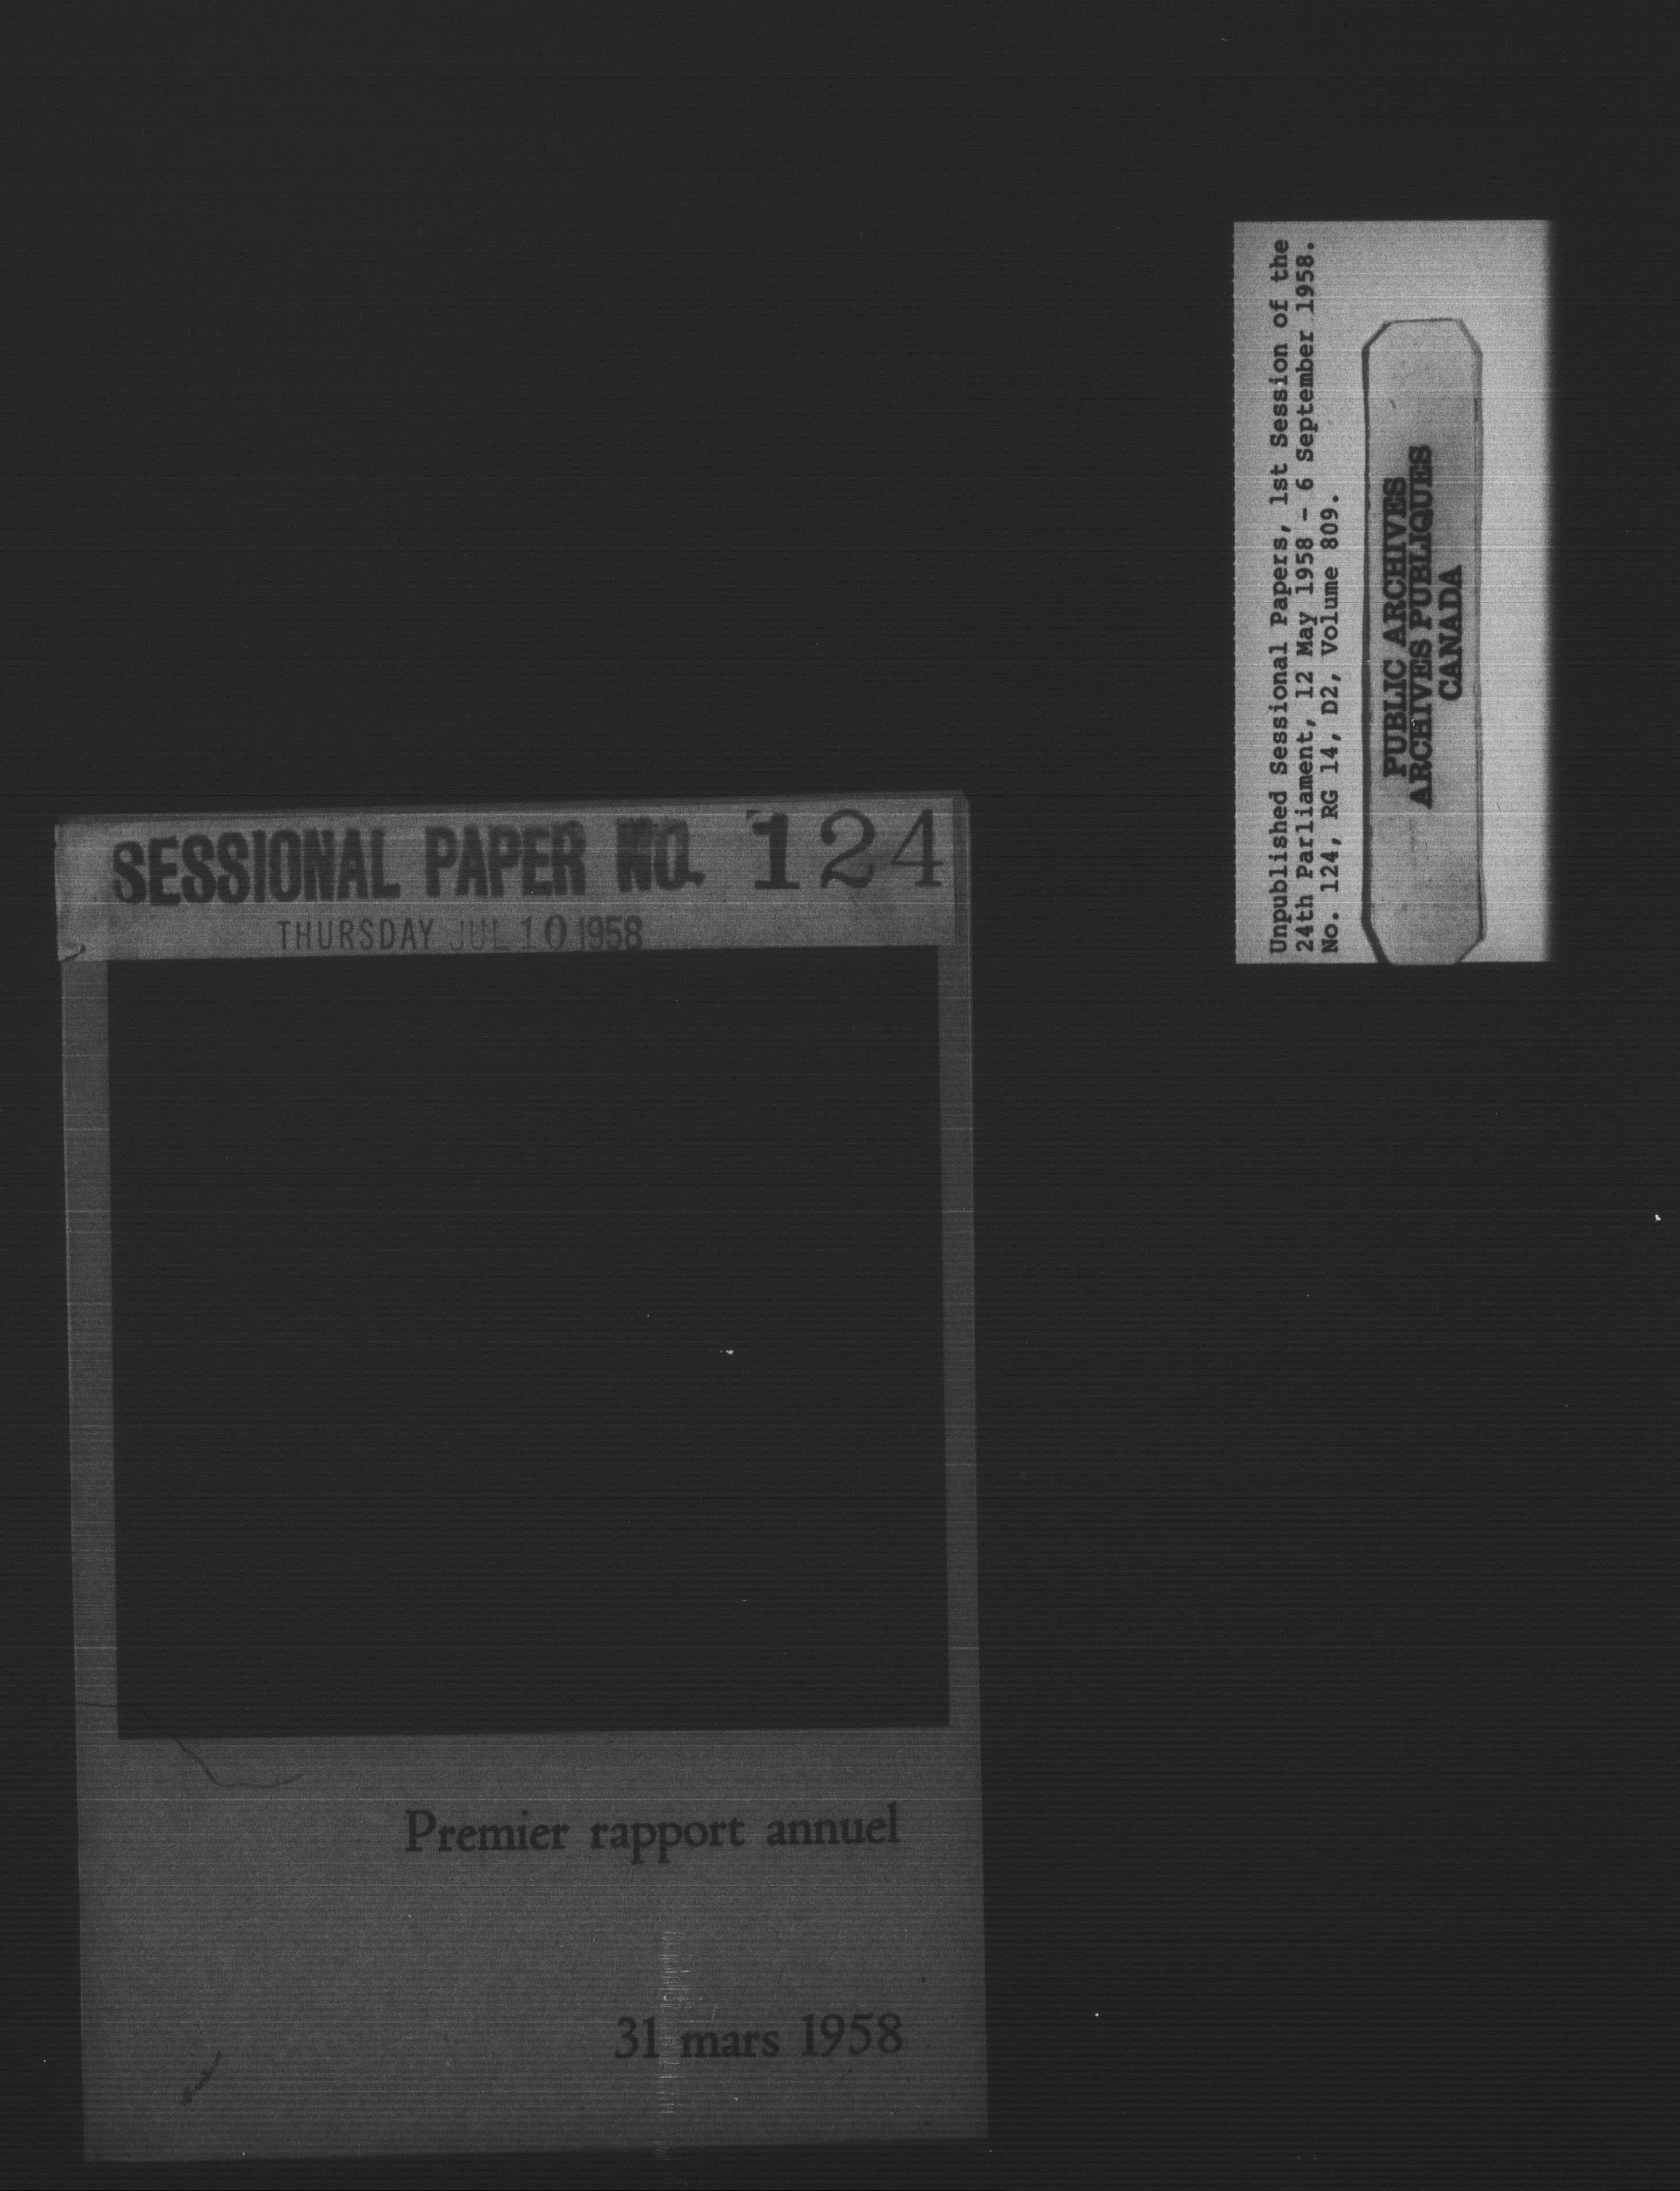 Unpublished Sessional Papers, 1st Session of the
24th Parliament, 12 May 1958 - 6 September 1958.
No. 124, RG 14, D2, Volume 809.
PUBLIC ARCHIVES
ARCHIVES PUBLIQUES
CANADA
SESSIONAL PAPER NO. 124
THURSDAY JUL 10 1958
Premier rapport annuel
31 mars 1958